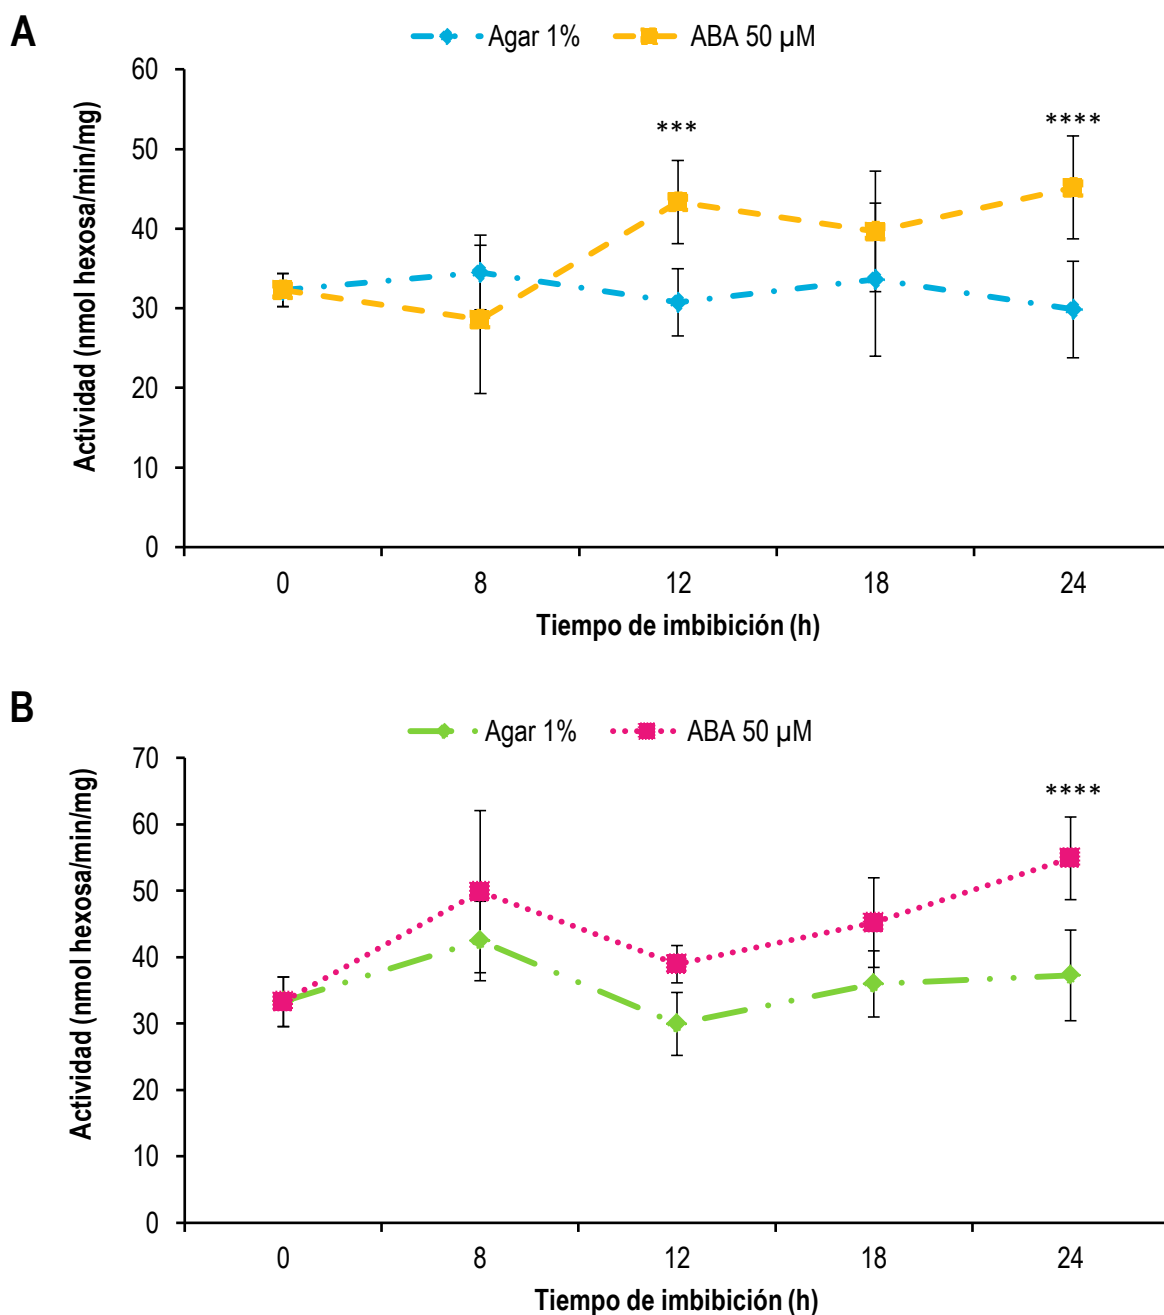 A
Agar 1% ABA 50 µM
60
50
40
30
20
10
0
*** ****
Actividad (nmol hexosa/min/mg)
0 8 12 18 24
Tiempo de imbibición (h)
B
Agar 1% ABA 50 µM
70
60
50
40
30
20
10
0
****
Actividad (nmol hexosa/min/mg)
0 8 12 18 24
Tiempo de imbibición (h)